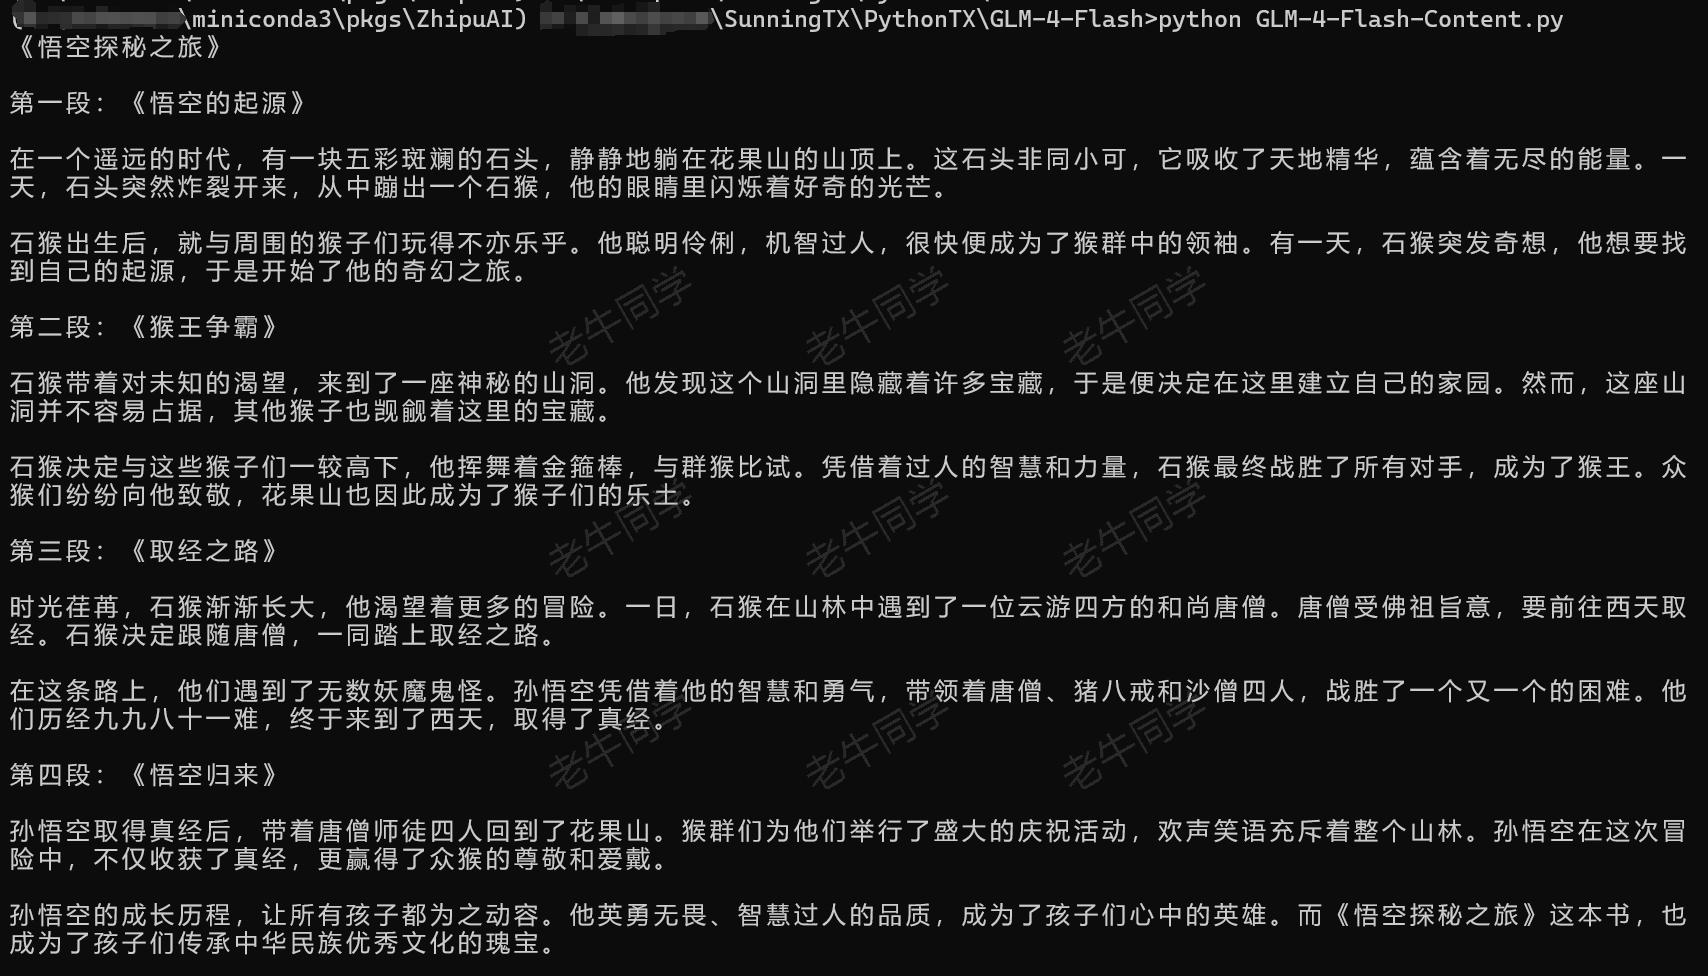 \miniconda3\pkgs\ZhipuAI) \SunningTX\PythonTX\GLM-4-Flash>python GLM-4-Flash-Content.py
《悟空探秘之旅》
第一段：《悟空的起源》
在一个遥远的时代，有一块五彩斑斓的石头，静静地躺在花果山的山顶上。这石头非同小可，它吸收了天地精华，蕴含着无尽的能量。一
天，石头突然炸裂开来，从中蹦出一个石猴，他的眼睛里闪烁着好奇的光芒。
石猴出生后，就与周围的猴子们玩得不亦乐乎。他聪明伶俐，机智过人，很快便成为了猴群中的领袖。有一天，石猴突发奇想，他想要找
到自己的起源，于是开始了他的奇幻之旅。
第二段：《猴王争霸》
石猴带着对未知的渴望，来到了一座神秘的山洞。他发现这个山洞里隐藏着许多宝藏，于是便决定在这里建立自己的家园。然而，这座山
洞并不容易占据，其他猴子也觊觎着这里的宝藏。
石猴决定与这些猴子们一较高下，他挥舞着金箍棒，与群猴比试。凭借着过人的智慧和力量，石猴最终战胜了所有对手，成为了猴王。众
猴们纷纷向他致敬，花果山也因此成为了猴子们的乐土。
第三段：《取经之路》
时光荏苒，石猴渐渐长大，他渴望着更多的冒险。一日，石猴在山林中遇到了一位云游四方的和尚唐僧。唐僧受佛祖旨意，要前往西天取
经。石猴决定跟随唐僧，一同踏上取经之路。
在这条路上，他们遇到了无数妖魔鬼怪。孙悟空凭借着他的智慧和勇气，带领着唐僧、猪八戒和沙僧四人，战胜了一个又一个的困难。他
们历经九九八十一难，终于来到了西天，取得了真经。
第四段：《悟空归来》
孙悟空取得真经后，带着唐僧师徒四人回到了花果山。猴群们为他们举行了盛大的庆祝活动，欢声笑语充斥着整个山林。孙悟空在这次冒
险中，不仅收获了真经，更赢得了众猴的尊敬和爱戴。
孙悟空的成长历程，让所有孩子都为之动容。他英勇无畏、智慧过人的品质，成为了孩子们心中的英雄。而《悟空探秘之旅》这本书，也
成为了孩子们传承中华民族优秀文化的瑰宝。
老牛同学 老牛同学 老牛同学
老牛同学 老牛同学 老牛同学
老牛同学 老牛同学 老牛同学